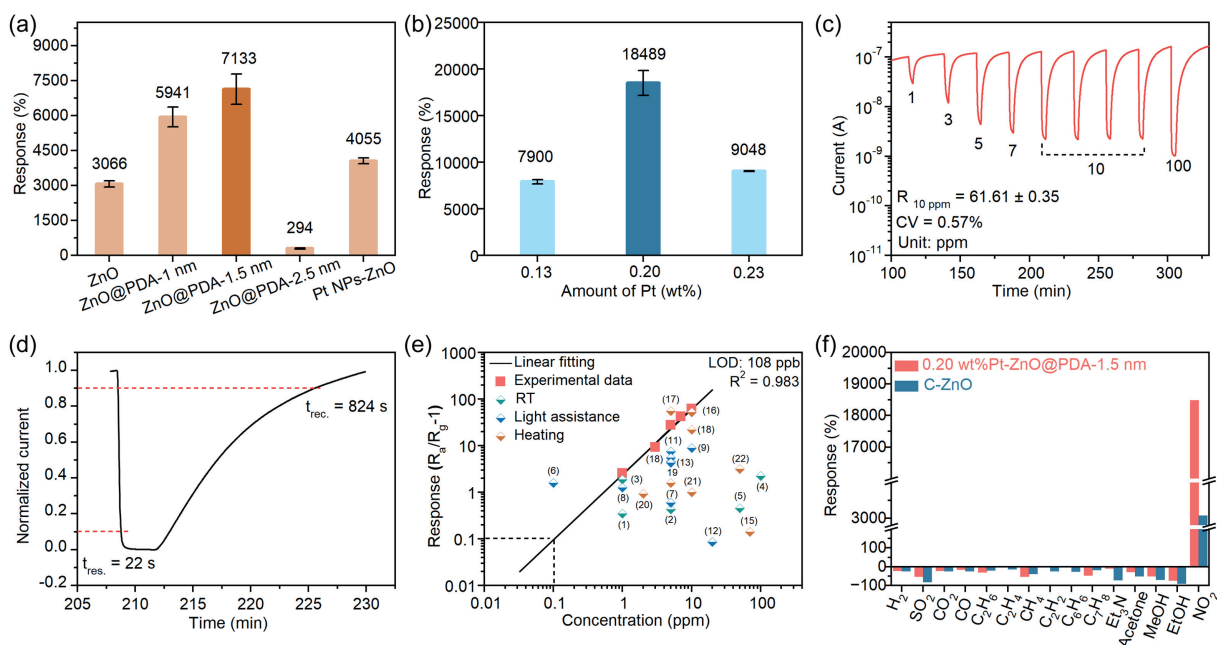 (a)
Response (%)
9000
7500
6000
4500
3000
1500
0
3066
5941
7133
294
4055
ZnO
ZnO@PDA-1 nm
ZnO@PDA-1.5 nm
ZnO@PDA-2.5 nm
Pt NPs-ZnO
(b)
Response (%)
25000
20000
15000
10000
5000
0
7900
18489
9048
0.13 0.20 0.23
Amount of Pt (wt%)
(c)
Current (A)
10⁻⁶
10⁻⁷
10⁻⁸
10⁻⁹
10⁻¹⁰
10⁻¹¹
1
3
5
7
10
100
R 10 ppm = 61.61 ± 0.35
CV = 0.57%
Unit: ppm
100 150 200 250 300
Time (min)
(d)
Normalized current
1.0
0.8
0.6
0.4
0.2
0.0
-0.2
t rec. = 824 s
t res. = 22 s
205 210 215 220 225 230
Time (min)
(e)
Response (Rₐ/R_g-1)
1000
100
10
1
0.1
0.01
Linear fitting
Experimental data
RT
Light assistance
Heating
LOD: 108 ppb
R² = 0.983
(17)
(16)
(18)
(11)
(9)
(18)
(13)
(6)
(3)
19
(22)
(4)
(8)
(20)
(7)
(21)
(5)
(1)
(2)
(12)
(15)
0.01 0.1 1 10 100 1000
Concentration (ppm)
(f)
Response (%)
20000
19000
18000
17000
3000
0
-50
-100
0.20 wt%Pt-ZnO@PDA-1.5 nm
C-ZnO
H₂
SO₂
CO₂
CO
C₂H₆
C₂H₄
CH₄
C₂H₂
C₆H₆
C₇H₈
Et₃N
Acetone
MeOH
EtOH
NO₂